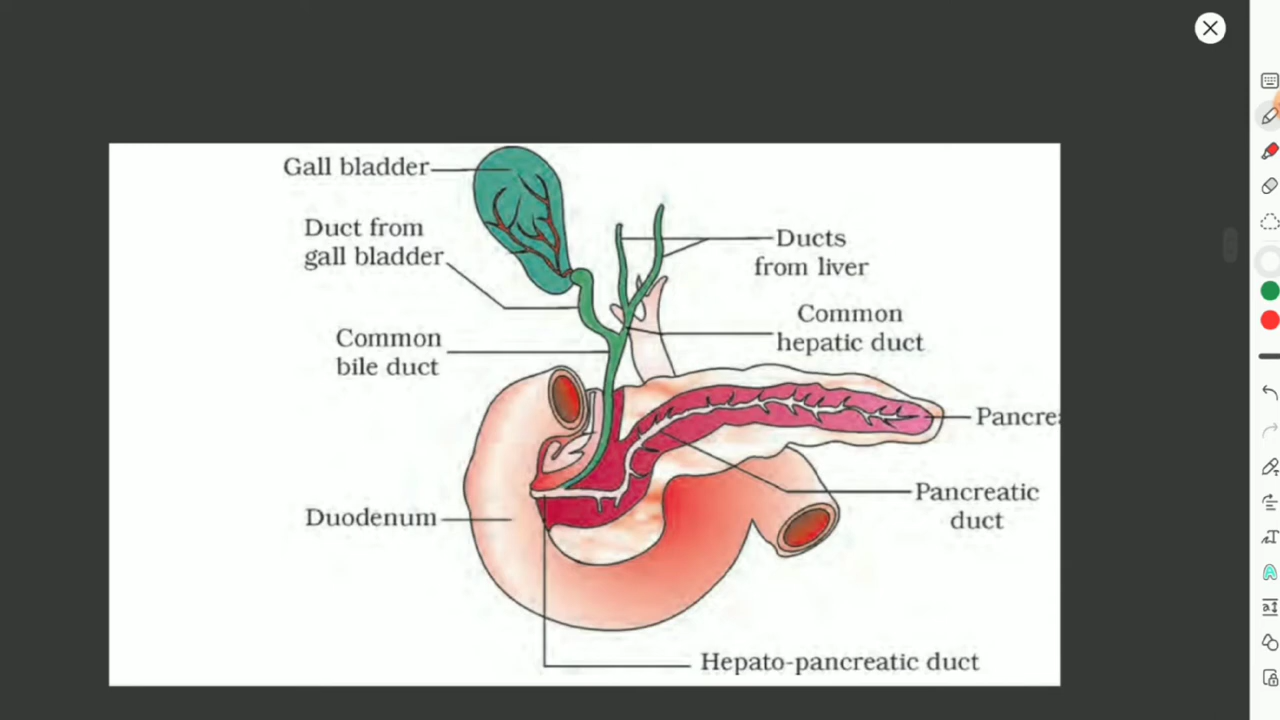 Gall bladder
Duct from
gall bladder
Ducts
from liver
Common
hepatic duct
Common
bile duct
Pancre
Pancreatic
duct
Duodenum
Hepato-pancreatic duct